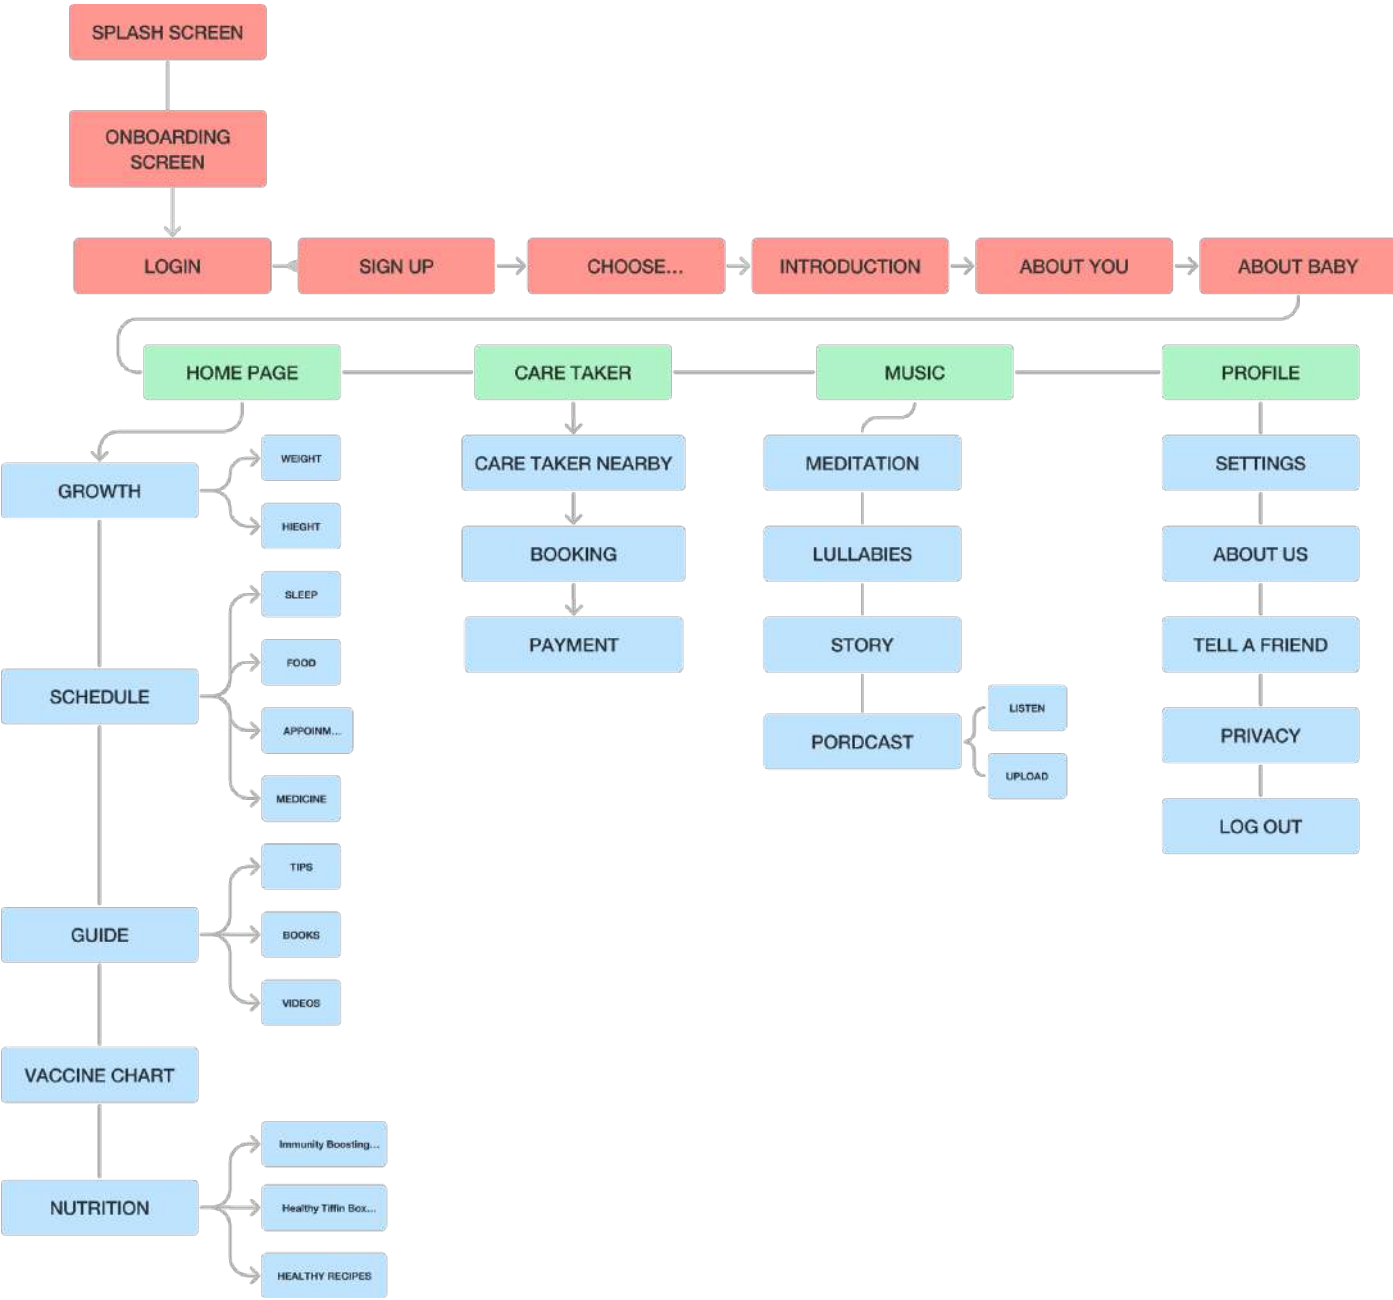 SPLASH SCREEN
ONBOARDING
SCREEN
LOGIN
SIGN UP
CHOOSE...
INTRODUCTION
ABOUT YOU
ABOUT BABY
HOME PAGE
CARE TAKER
MUSIC
PROFILE
GROWTH
WEIGHT
HIEGHT
SCHEDULE
SLEEP
FOOD
APPOINM...
MEDICINE
GUIDE
TIPS
BOOKS
VIDEOS
VACCINE CHART
NUTRITION
Immunity Boosting...
Healthy Tiffin Box...
HEALTHY RECIPES
CARE TAKER NEARBY
BOOKING
PAYMENT
MEDITATION
LULLABIES
STORY
PORDCAST
LISTEN
UPLOAD
SETTINGS
ABOUT US
TELL A FRIEND
PRIVACY
LOG OUT